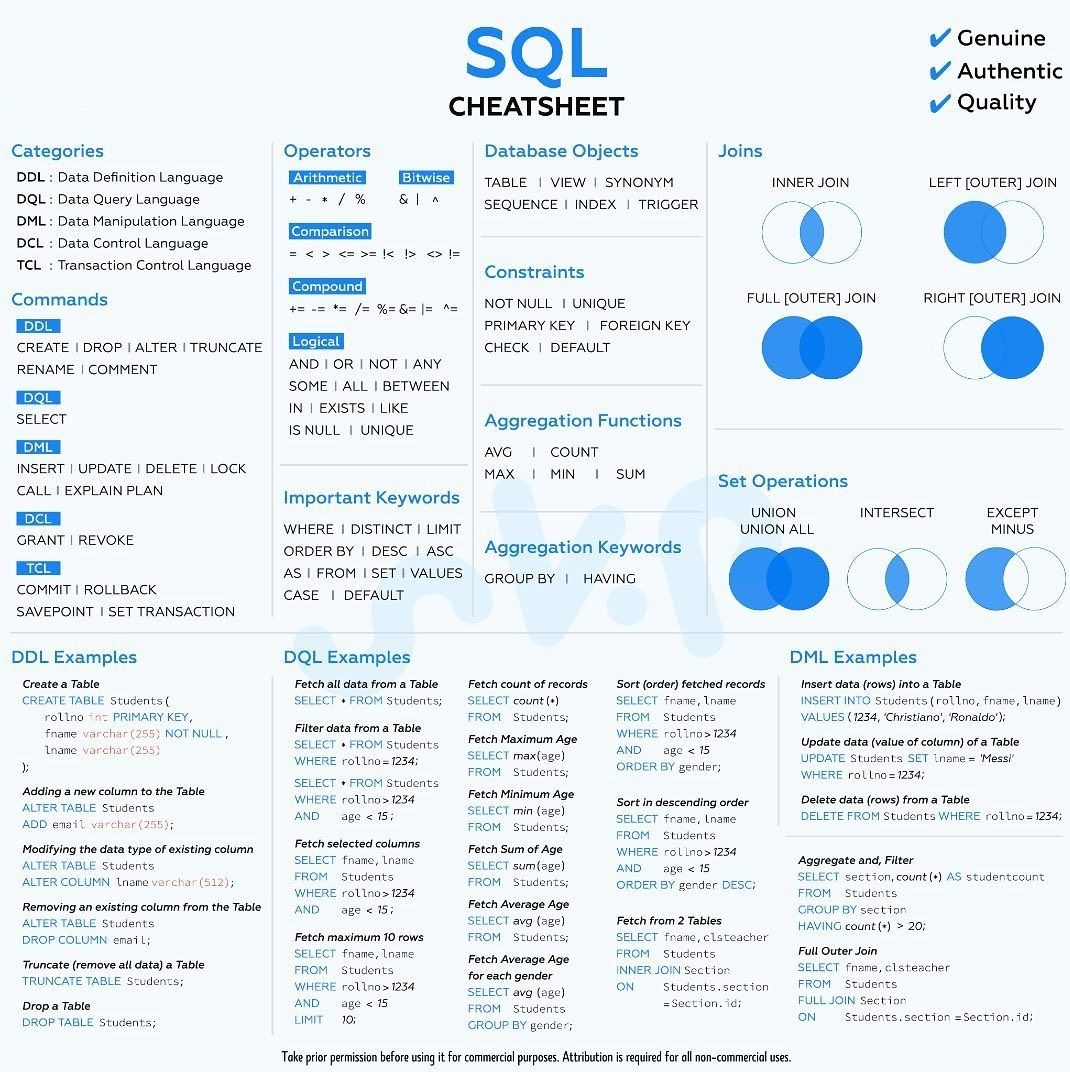 SQL
CHEATSHEET
✔ Genuine
✔ Authentic
✔ Quality
Categories
DDL : Data Definition Language
DQL : Data Query Language
DML : Data Manipulation Language
DCL : Data Control Language
TCL : Transaction Control Language
Commands
DDL
CREATE | DROP | ALTER | TRUNCATE
RENAME | COMMENT
DQL
SELECT
DML
INSERT | UPDATE | DELETE | LOCK
CALL | EXPLAIN PLAN
DCL
GRANT | REVOKE
TCL
COMMIT | ROLLBACK
SAVEPOINT | SET TRANSACTION
Operators
Arithmetic Bitwise
+ - * / % & | ^
Comparison
= < > <= >= !< !> <> !=
Compound
+= -= *= /= %= &= |= ^=
Logical
AND | OR | NOT | ANY
SOME | ALL | BETWEEN
IN | EXISTS | LIKE
IS NULL | UNIQUE
Important Keywords
WHERE | DISTINCT | LIMIT
ORDER BY | DESC | ASC
AS | FROM | SET | VALUES
CASE | DEFAULT
Database Objects
TABLE | VIEW | SYNONYM
SEQUENCE | INDEX | TRIGGER
Constraints
NOT NULL | UNIQUE
PRIMARY KEY | FOREIGN KEY
CHECK | DEFAULT
Aggregation Functions
AVG | COUNT
MAX | MIN | SUM
Aggregation Keywords
GROUP BY | HAVING
Joins
INNER JOIN LEFT [OUTER] JOIN
FULL [OUTER] JOIN RIGHT [OUTER] JOIN
Set Operations
UNION
UNION ALL
INTERSECT
EXCEPT
MINUS
DDL Examples
Create a Table
CREATE TABLE Students(
rollno int PRIMARY KEY,
fname varchar(255) NOT NULL,
lname varchar(255)
);
Adding a new column to the Table
ALTER TABLE Students
ADD email varchar(255);
Modifying the data type of existing column
ALTER TABLE Students
ALTER COLUMN lname varchar(512);
Removing an existing column from the Table
ALTER TABLE Students
DROP COLUMN email;
Truncate (remove all data) a Table
TRUNCATE TABLE Students;
Drop a Table
DROP TABLE Students;
DQL Examples
Fetch all data from a Table
SELECT * FROM Students;
Filter data from a Table
SELECT * FROM Students
WHERE rollno=1234;
SELECT * FROM Students
WHERE rollno>1234
AND age < 15;
Fetch selected columns
SELECT fname, lname
FROM Students
WHERE rollno>1234
AND age < 15;
Fetch maximum 10 rows
SELECT fname, lname
FROM Students
WHERE rollno>1234
AND age < 15
LIMIT 10;
Fetch count of records
SELECT count(*)
FROM Students;
Fetch Maximum Age
SELECT max(age)
FROM Students;
Fetch Minimum Age
SELECT min (age)
FROM Students;
Fetch Sum of Age
SELECT sum(age)
FROM Students;
Fetch Average Age
SELECT avg (age)
FROM Students;
Fetch Average Age
for each gender
SELECT avg (age)
FROM Students
GROUP BY gender;
Sort (order) fetched records
SELECT fname, lname
FROM Students
WHERE rollno>1234
AND age < 15
ORDER BY gender;
Sort in descending order
SELECT fname, lname
FROM Students
WHERE rollno>1234
AND age < 15
ORDER BY gender DESC;
Fetch from 2 Tables
SELECT fname,clsteacher
FROM Students
INNER JOIN Section
ON Students.section
=Section.id;
DML Examples
Insert data (rows) into a Table
INSERT INTO Students(rollno, fname, lname)
VALUES (1234, 'Christiano', 'Ronaldo');
Update data (value of column) of a Table
UPDATE Students SET lname = 'Messi'
WHERE rollno=1234;
Delete data (rows) from a Table
DELETE FROM Students WHERE rollno=1234;
Aggregate and, Filter
SELECT section,count(*) AS studentcount
FROM Students
GROUP BY section
HAVING count(*) > 20;
Full Outer Join
SELECT fname,clsteacher
FROM Students
FULL JOIN Section
ON Students.section =Section.id;
Take prior permission before using it for commercial purposes. Attribution is required for all non-commercial uses.